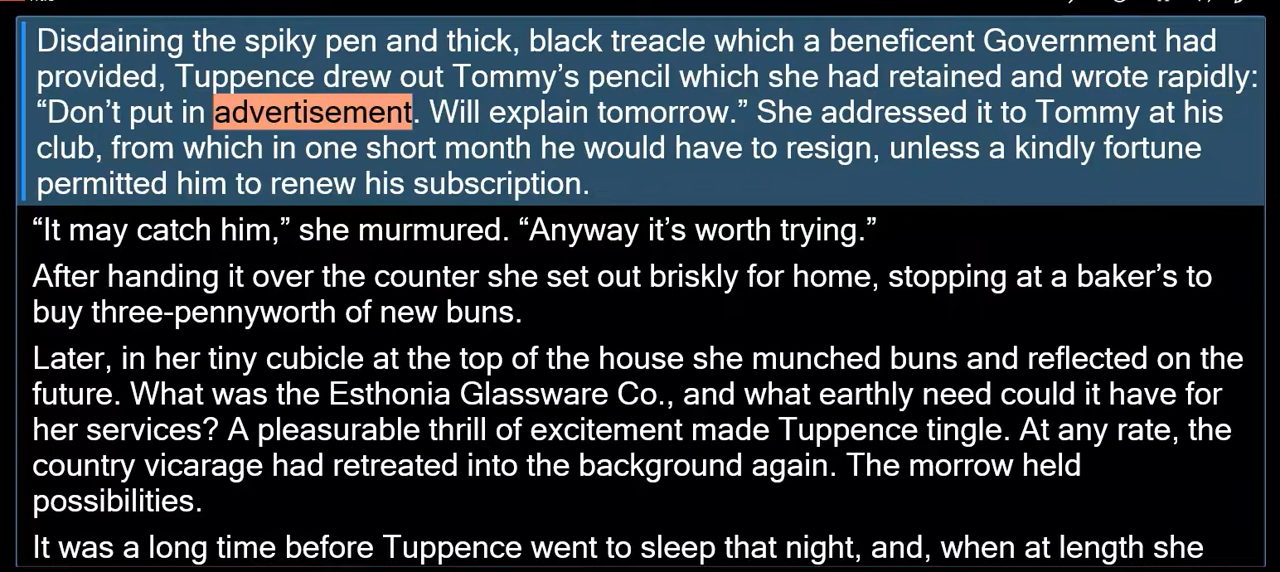 Disdaining the spiky pen and thick, black treacle which a beneficent Government had
provided, Tuppence drew out Tommy’s pencil which she had retained and wrote rapidly:
“Don’t put in advertisement. Will explain tomorrow.” She addressed it to Tommy at his
club, from which in one short month he would have to resign, unless a kindly fortune
permitted him to renew his subscription.
“It may catch him,” she murmured. “Anyway it’s worth trying.”
After handing it over the counter she set out briskly for home, stopping at a baker’s to
buy three-pennyworth of new buns.
Later, in her tiny cubicle at the top of the house she munched buns and reflected on the
future. What was the Esthonia Glassware Co., and what earthly need could it have for
her services? A pleasurable thrill of excitement made Tuppence tingle. At any rate, the
country vicarage had retreated into the background again. The morrow held
possibilities.
It was a long time before Tuppence went to sleep that night, and, when at length she